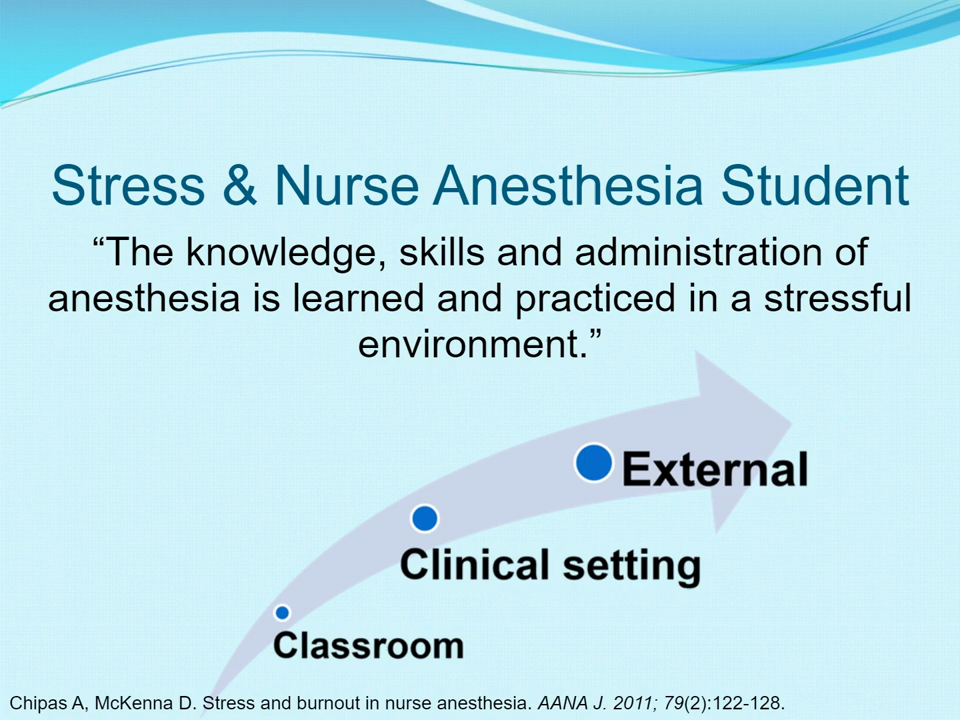 Stress & Nurse Anesthesia Student
“The knowledge, skills and administration of
anesthesia is learned and practiced in a stressful
environment.”
External
Clinical setting
Classroom
Chipas A, McKenna D. Stress and burnout in nurse anesthesia. AANA J. 2011; 79(2):122-128.